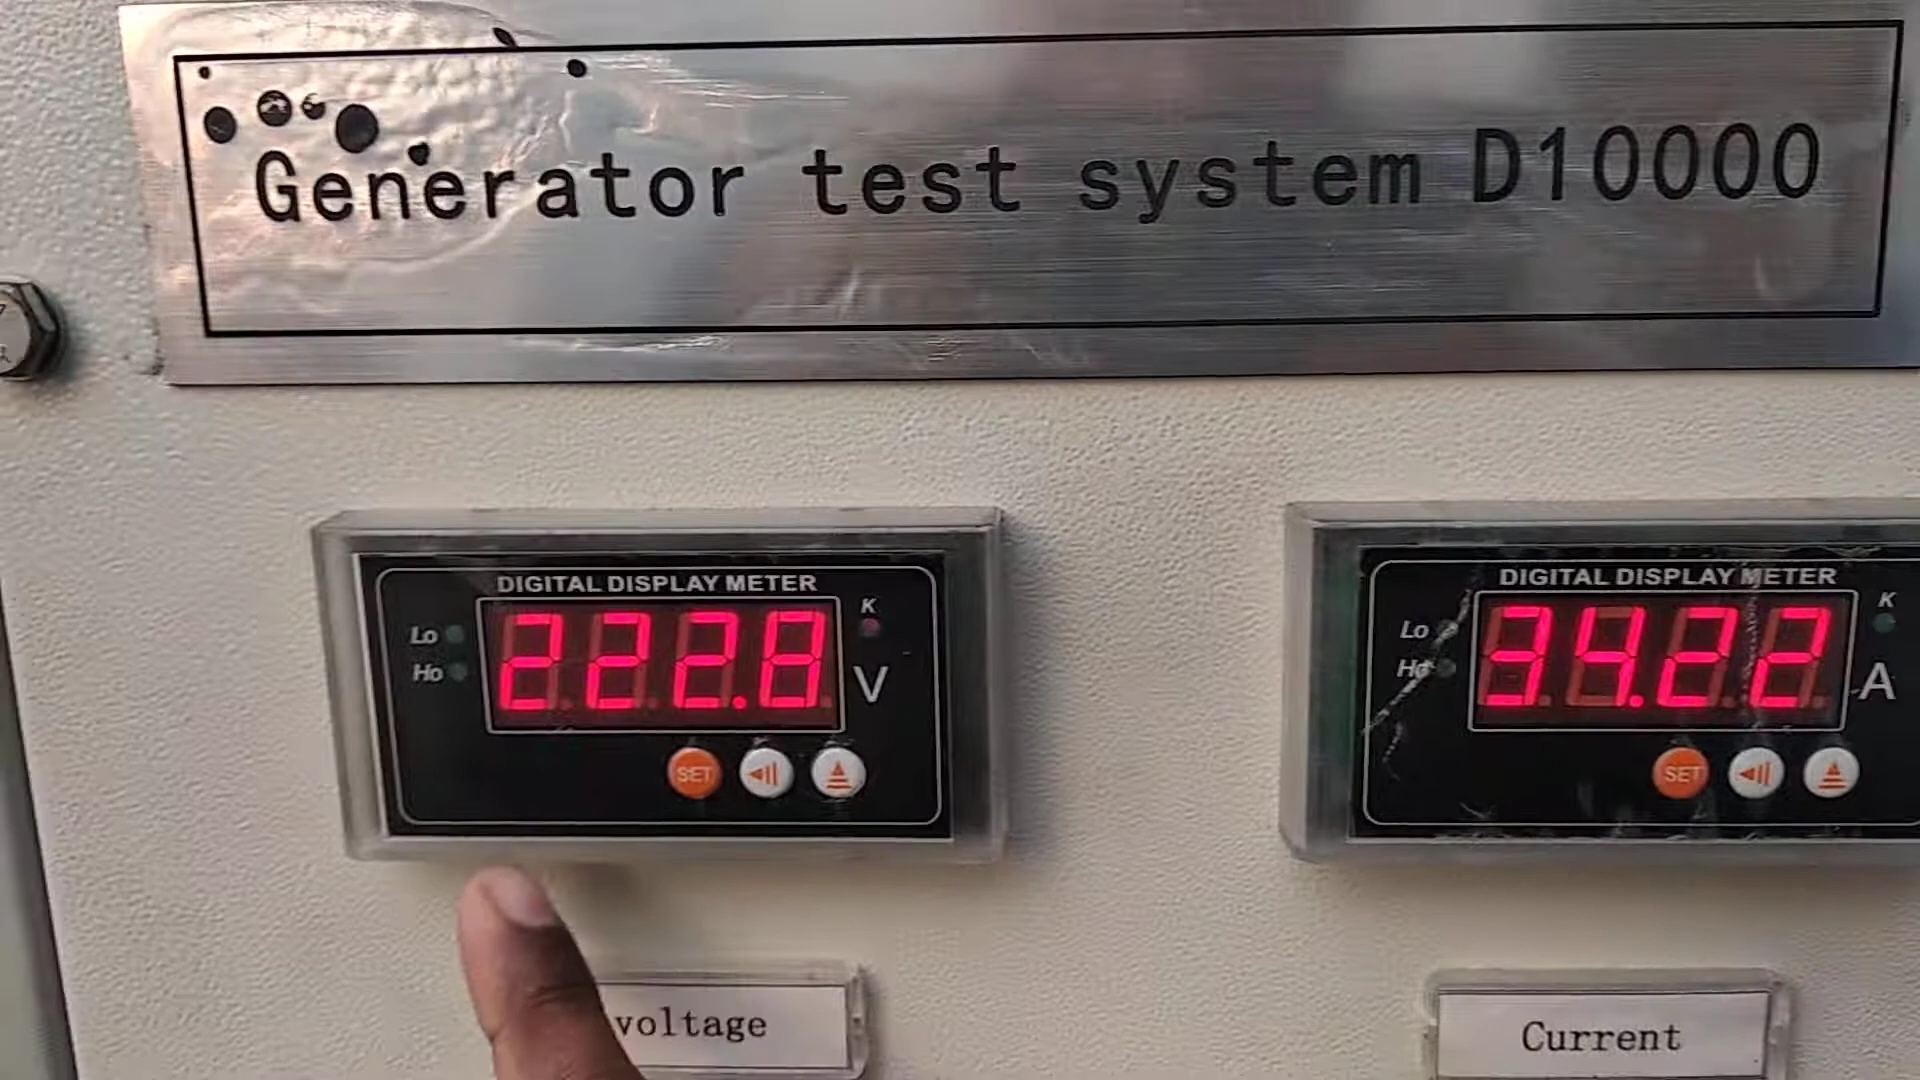 Generator test system D10000
DIGITAL DISPLAY METER
Lo
Ho
222.8
K
V
SET
voltage
DIGITAL DISPLAY METER
Lo
Ho
34.22
K
A
SET
Current